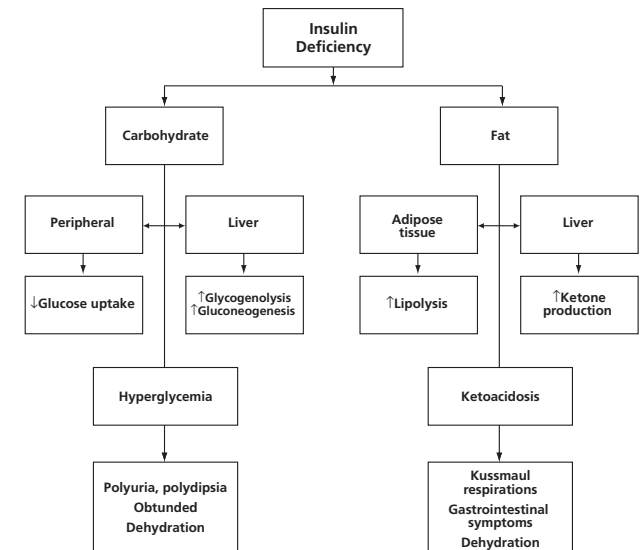 Insulin
Deficiency
Carbohydrate
Fat
Peripheral
Liver
Adipose
tissue
Liver
↓Glucose uptake
↑Glycogenolysis
↑Gluconeogenesis
↑Lipolysis
↑Ketone
production
Hyperglycemia
Ketoacidosis
Polyuria, polydipsia
Obtunded
Dehydration
Kussmaul
respirations
Gastrointestinal
symptoms
Dehydration